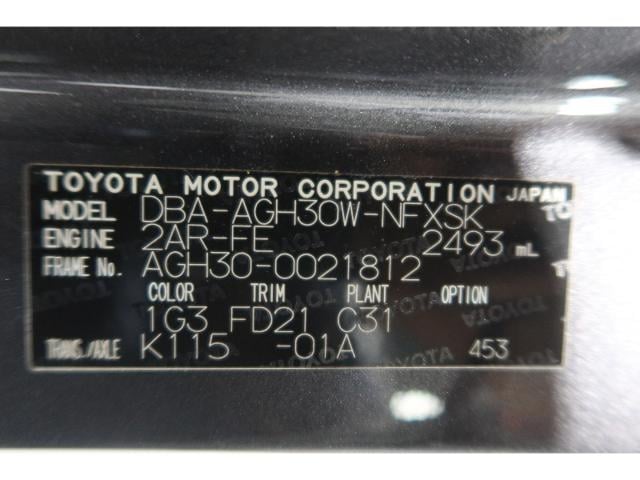 TOYOTA MOTOR CORPORATION JAPAN
MODEL DBA-AGH30W-NFXSK
ENGINE 2AR-FE 2493 mL
FRAME No. AGH30-0021812
COLOR TRIM PLANT OPTION
1G3 FD21 C31
TRANS./AXLE K115 -01A 453